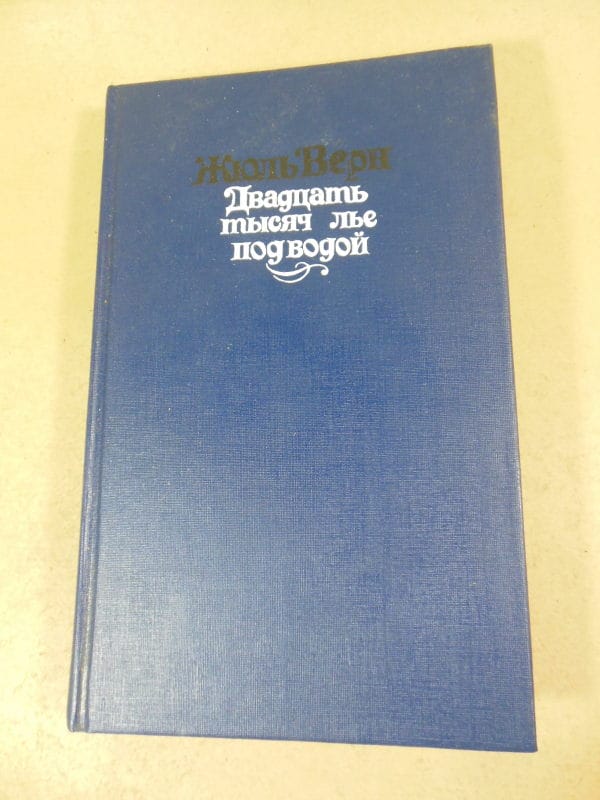 Жюль Верн
Двадцать
тысяч лье
под водой